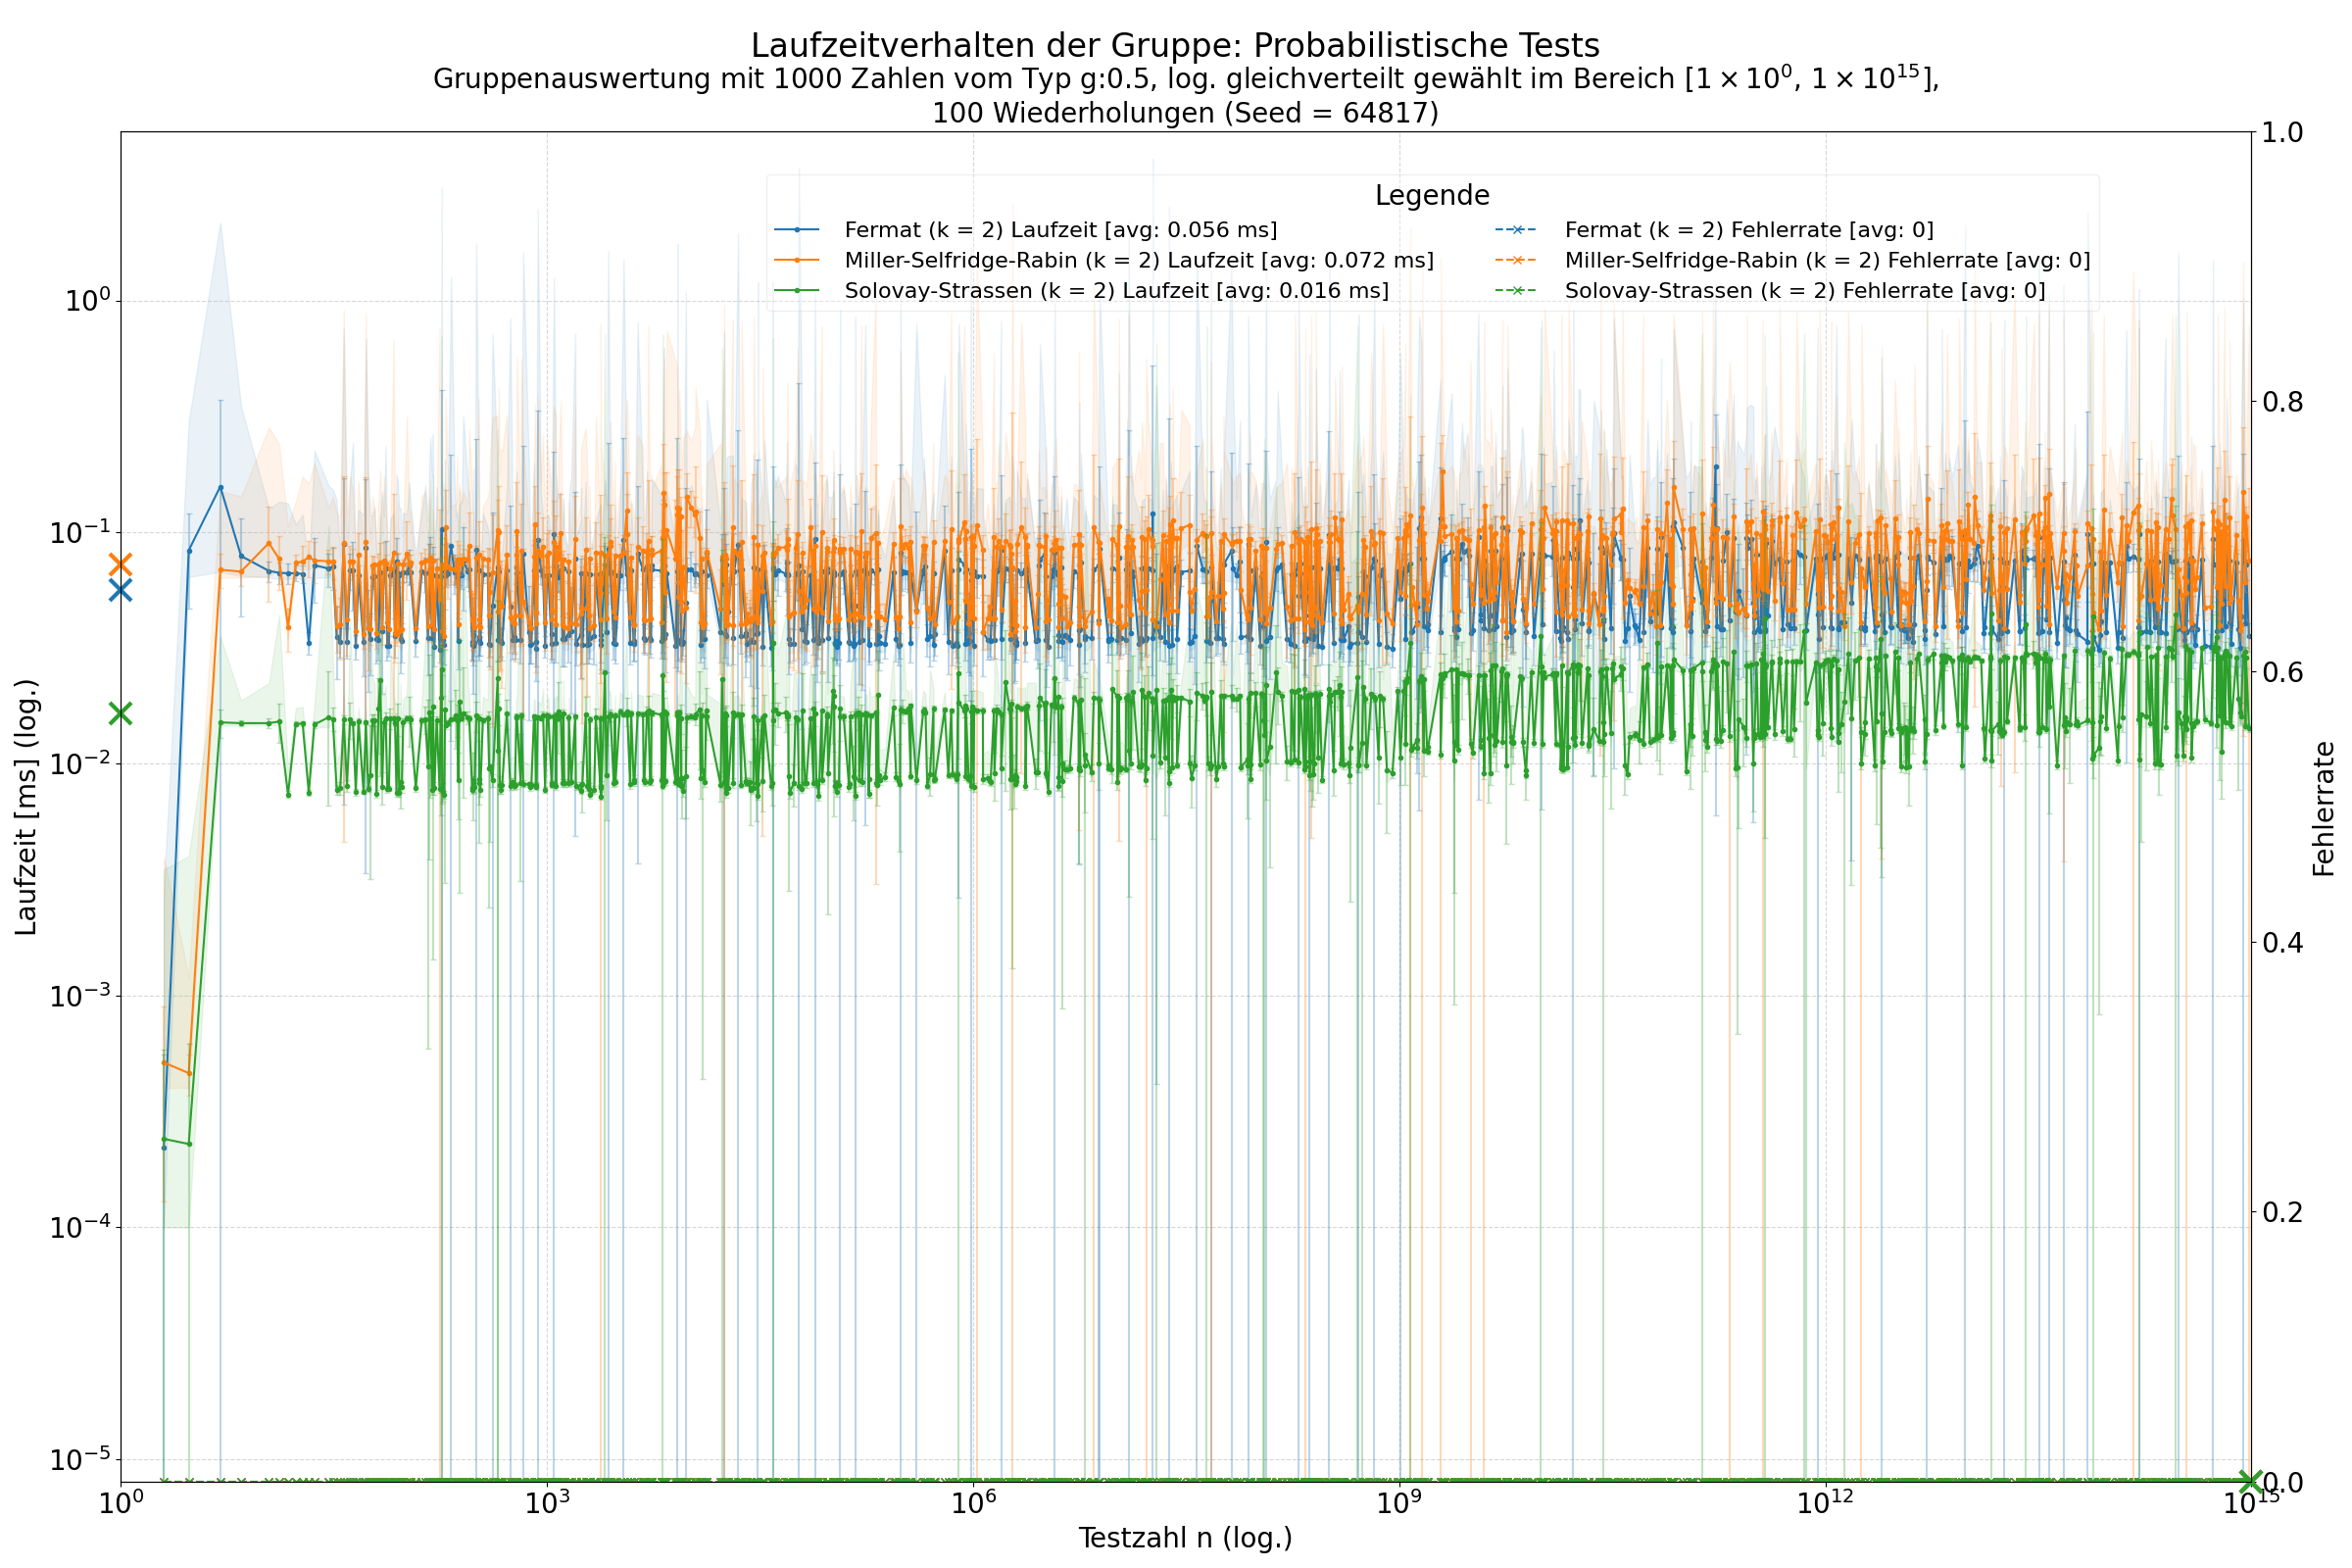 Laufzeitverhalten der Gruppe: Probabilistische Tests
Gruppenauswertung mit 1000 Zahlen vom Typ g:0.5, log. gleichverteilt gewählt im Bereich [1 × 10⁰, 1 × 10¹⁵],
100 Wiederholungen (Seed = 64817)
Legende
Fermat (k = 2) Laufzeit [avg: 0.056 ms]
Miller-Selfridge-Rabin (k = 2) Laufzeit [avg: 0.072 ms]
Solovay-Strassen (k = 2) Laufzeit [avg: 0.016 ms]
Fermat (k = 2) Fehlerrate [avg: 0]
Miller-Selfridge-Rabin (k = 2) Fehlerrate [avg: 0]
Solovay-Strassen (k = 2) Fehlerrate [avg: 0]
Laufzeit [ms] (log.)
10⁰
10⁻¹
10⁻²
10⁻³
10⁻⁴
10⁻⁵
1.0
0.8
0.6
0.4
0.2
0.0
Fehlerrate
10⁰
10³
10⁶
10⁹
10¹²
10¹⁵
Testzahl n (log.)